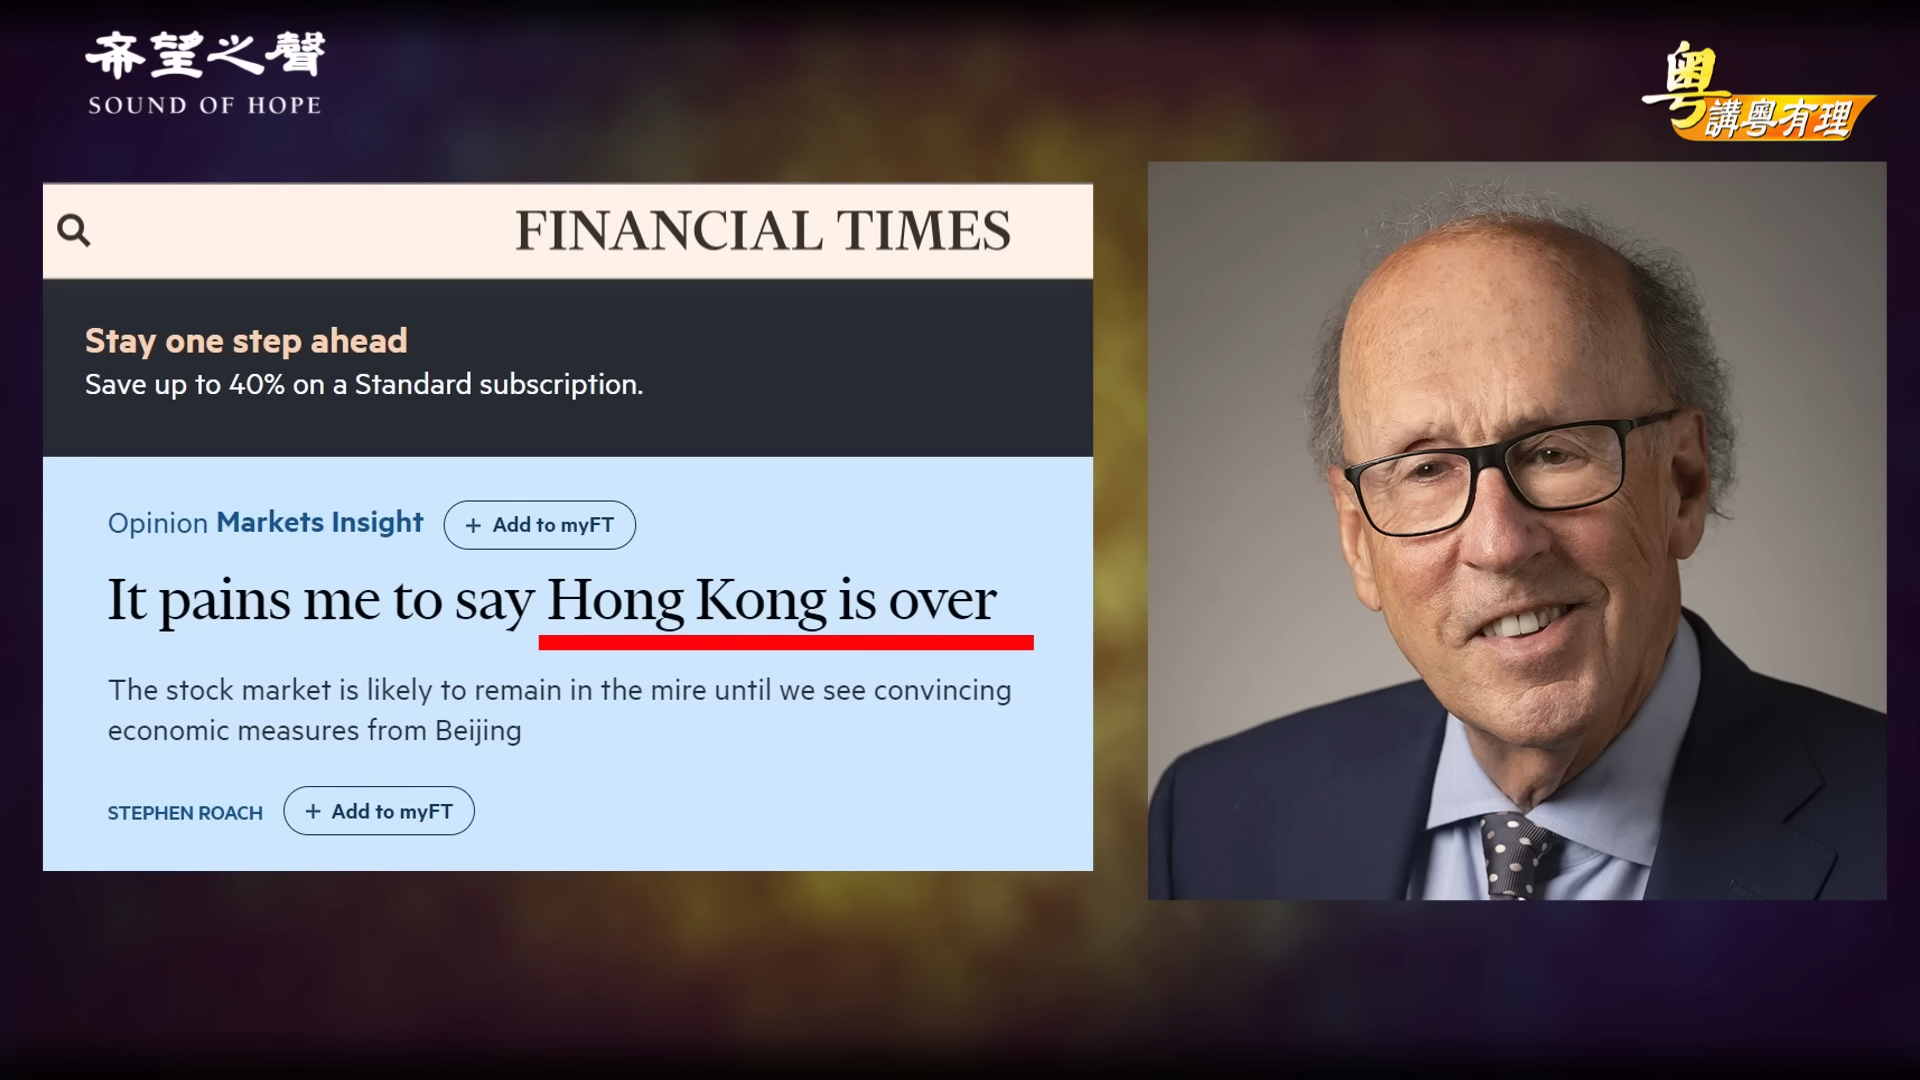 希望之聲
SOUND OF HOPE
粵
講粵有理
FINANCIAL TIMES
Stay one step ahead
Save up to 40% on a Standard subscription.
Opinion Markets Insight + Add to myFT
It pains me to say Hong Kong is over
The stock market is likely to remain in the mire until we see convincing
economic measures from Beijing
STEPHEN ROACH + Add to myFT